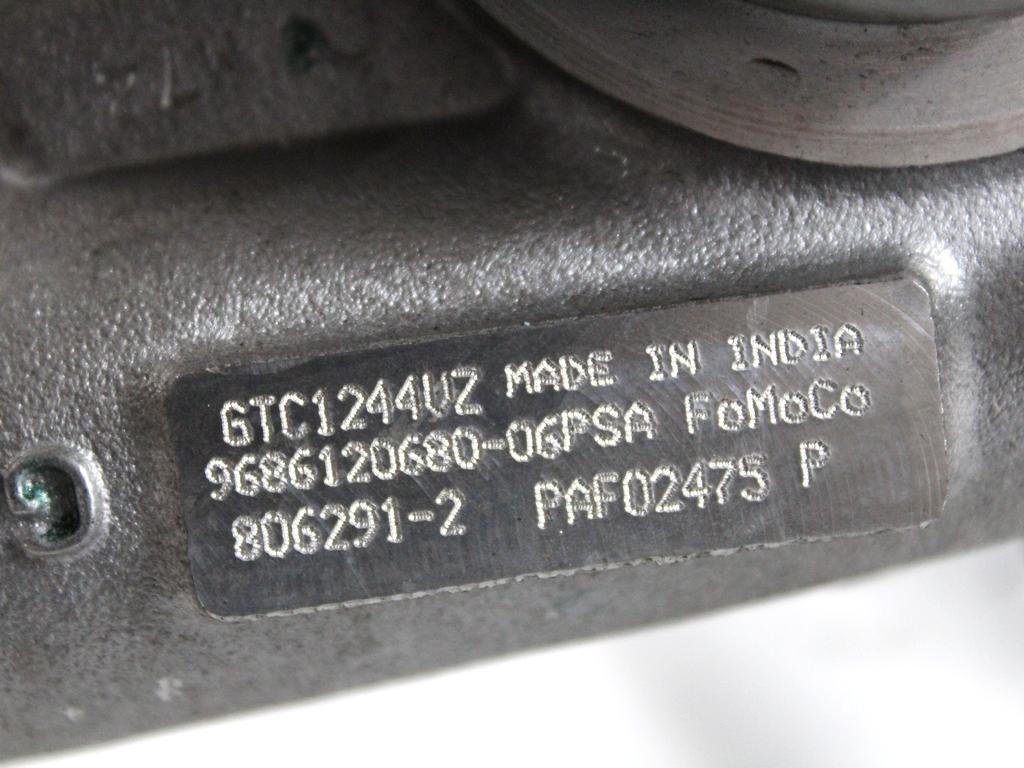 GTC1244VZ MADE IN INDIA
9686120680-06PSA FoMoCo
806291-2 PAF02475 P